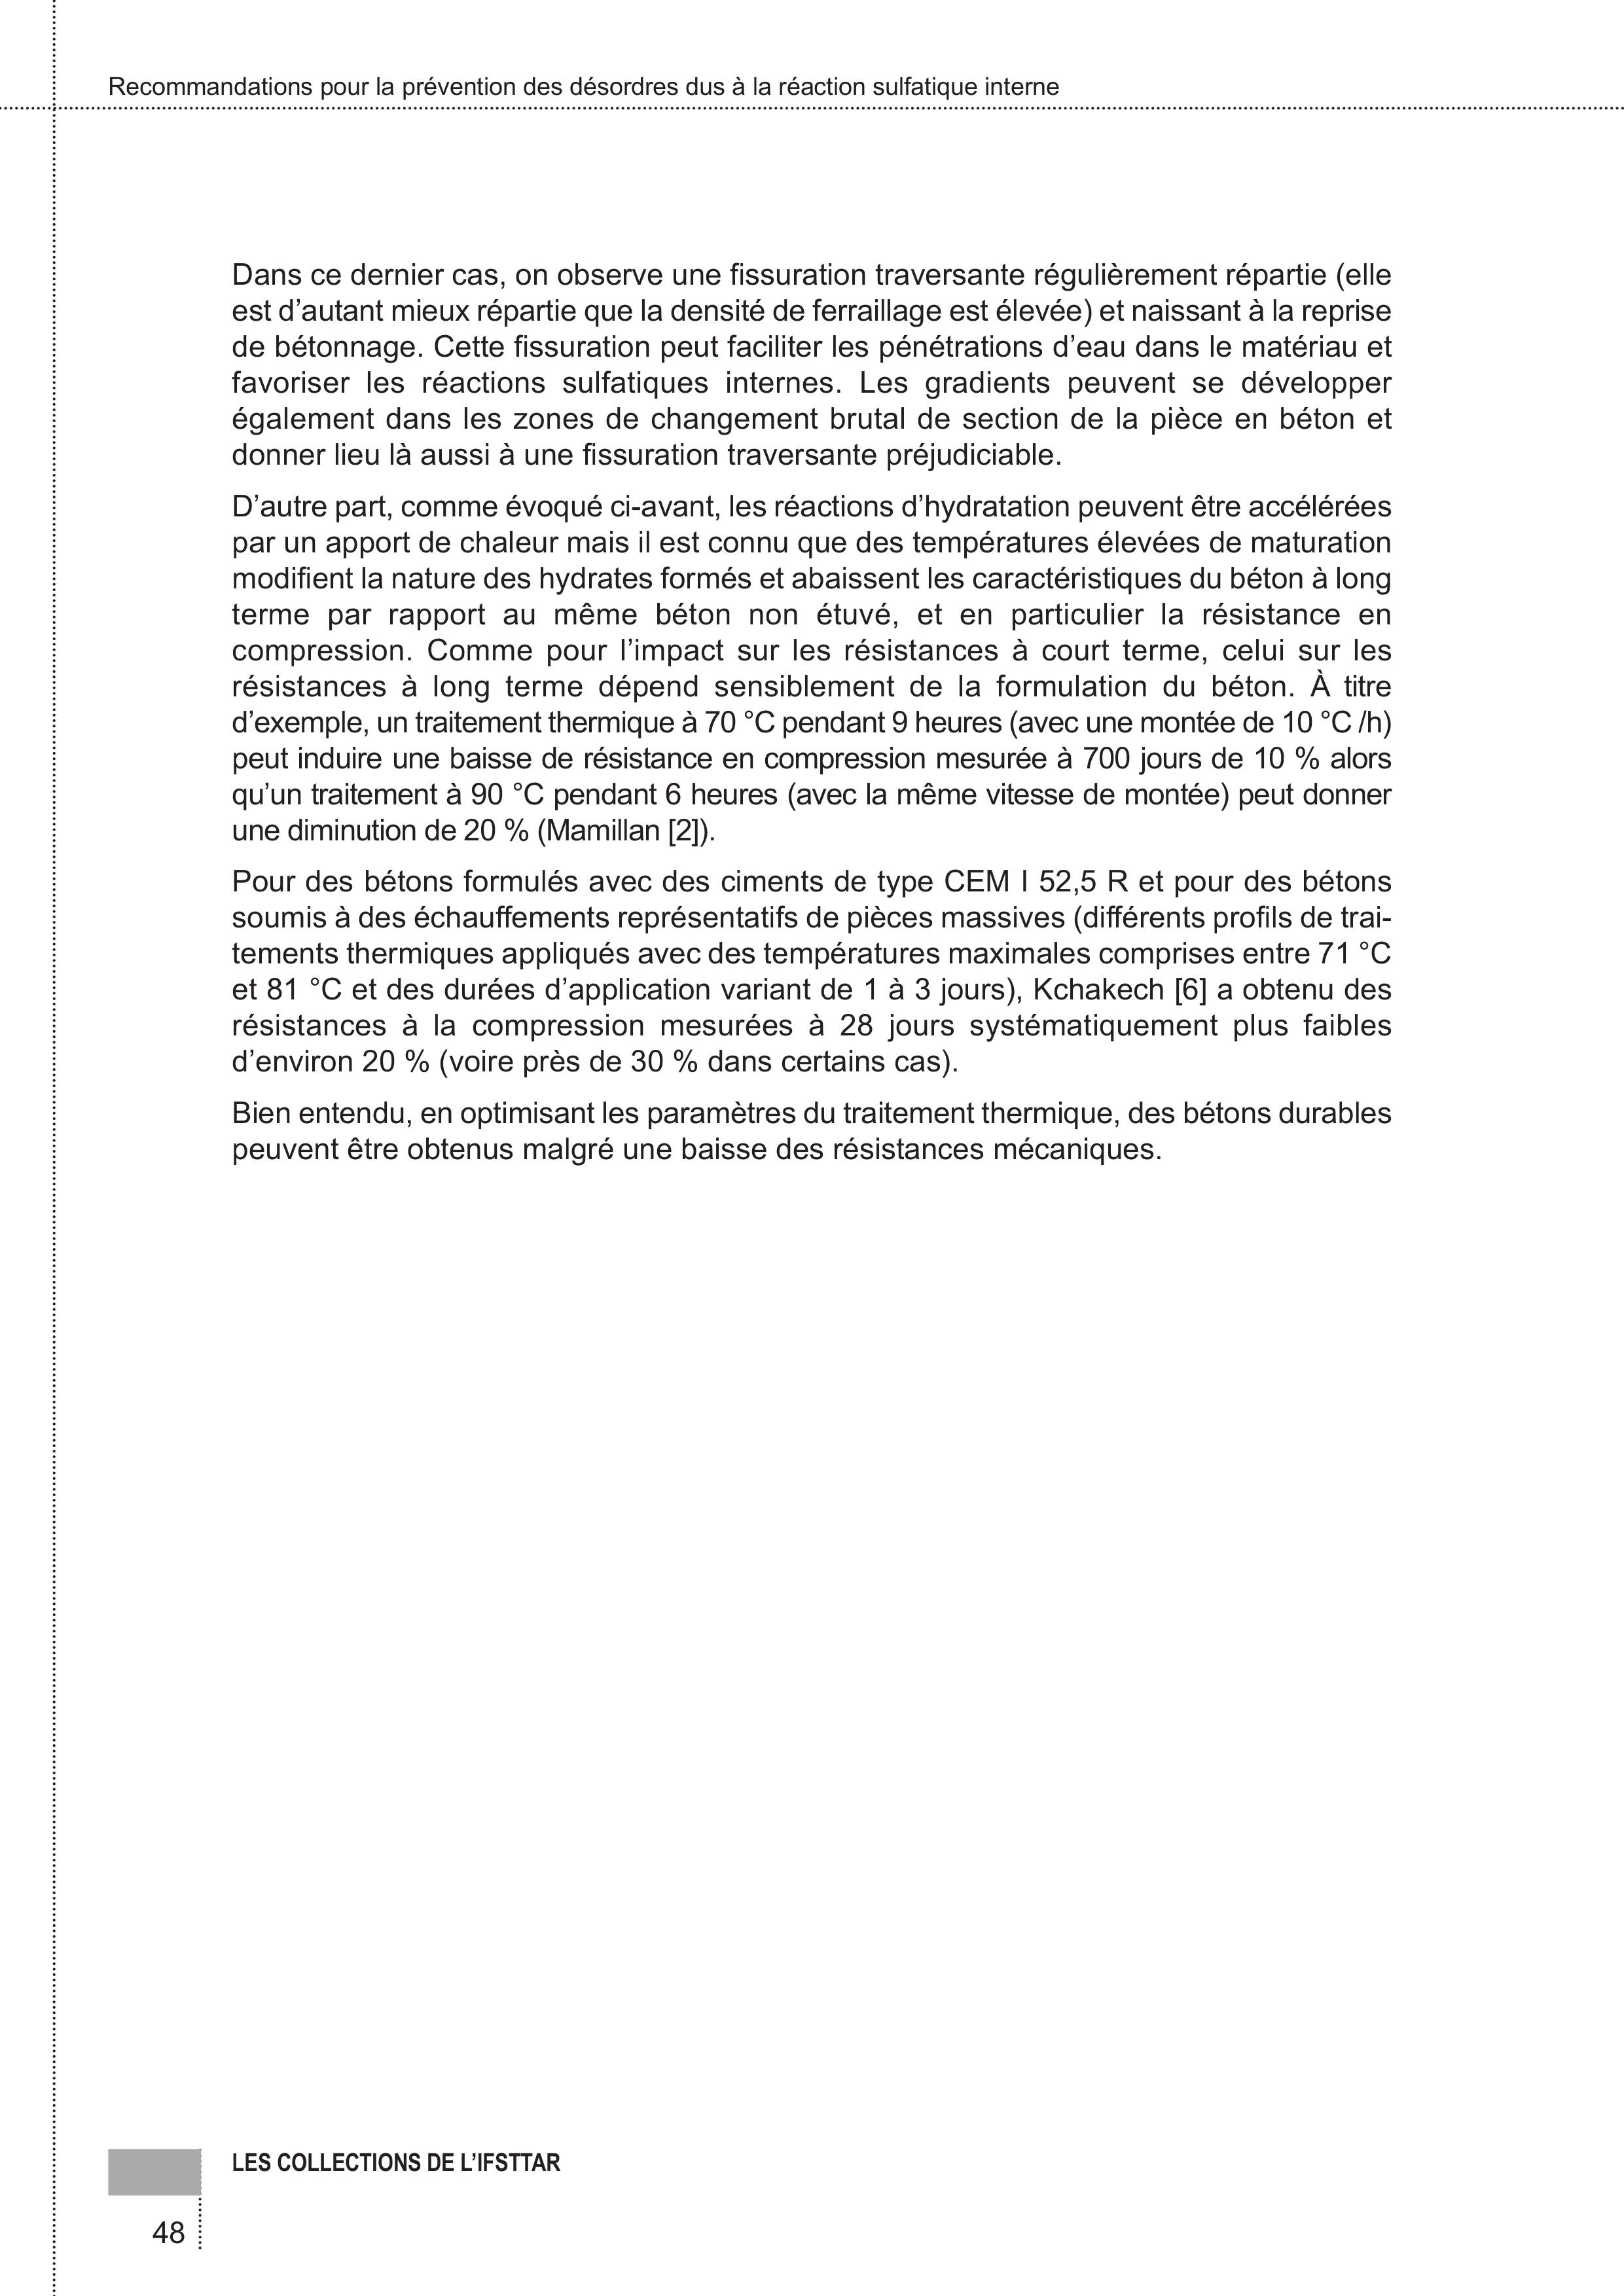 Recommandations pour la prévention des désordres dus à la réaction sulfatique interne
Dans ce dernier cas, on observe une fissuration traversante régulièrement répartie (elle
est d’autant mieux répartie que la densité de ferraillage est élevée) et naissant à la reprise
de bétonnage. Cette fissuration peut faciliter les pénétrations d’eau dans le matériau et
favoriser les réactions sulfatiques internes. Les gradients peuvent se développer
également dans les zones de changement brutal de section de la pièce en béton et
donner lieu là aussi à une fissuration traversante préjudiciable.
D’autre part, comme évoqué ci-avant, les réactions d’hydratation peuvent être accélérées
par un apport de chaleur mais il est connu que des températures élevées de maturation
modifient la nature des hydrates formés et abaissent les caractéristiques du béton à long
terme par rapport au même béton non étuvé, et en particulier la résistance en
compression. Comme pour l’impact sur les résistances à court terme, celui sur les
résistances à long terme dépend sensiblement de la formulation du béton. À titre
d’exemple, un traitement thermique à 70 °C pendant 9 heures (avec une montée de 10 °C /h)
peut induire une baisse de résistance en compression mesurée à 700 jours de 10 % alors
qu’un traitement à 90 °C pendant 6 heures (avec la même vitesse de montée) peut donner
une diminution de 20 % (Mamillan [2]).
Pour des bétons formulés avec des ciments de type CEM I 52,5 R et pour des bétons
soumis à des échauffements représentatifs de pièces massives (différents profils de trai-
tements thermiques appliqués avec des températures maximales comprises entre 71 °C
et 81 °C et des durées d’application variant de 1 à 3 jours), Kchakech [6] a obtenu des
résistances à la compression mesurées à 28 jours systématiquement plus faibles
d’environ 20 % (voire près de 30 % dans certains cas).
Bien entendu, en optimisant les paramètres du traitement thermique, des bétons durables
peuvent être obtenus malgré une baisse des résistances mécaniques.
LES COLLECTIONS DE L’IFSTTAR
48